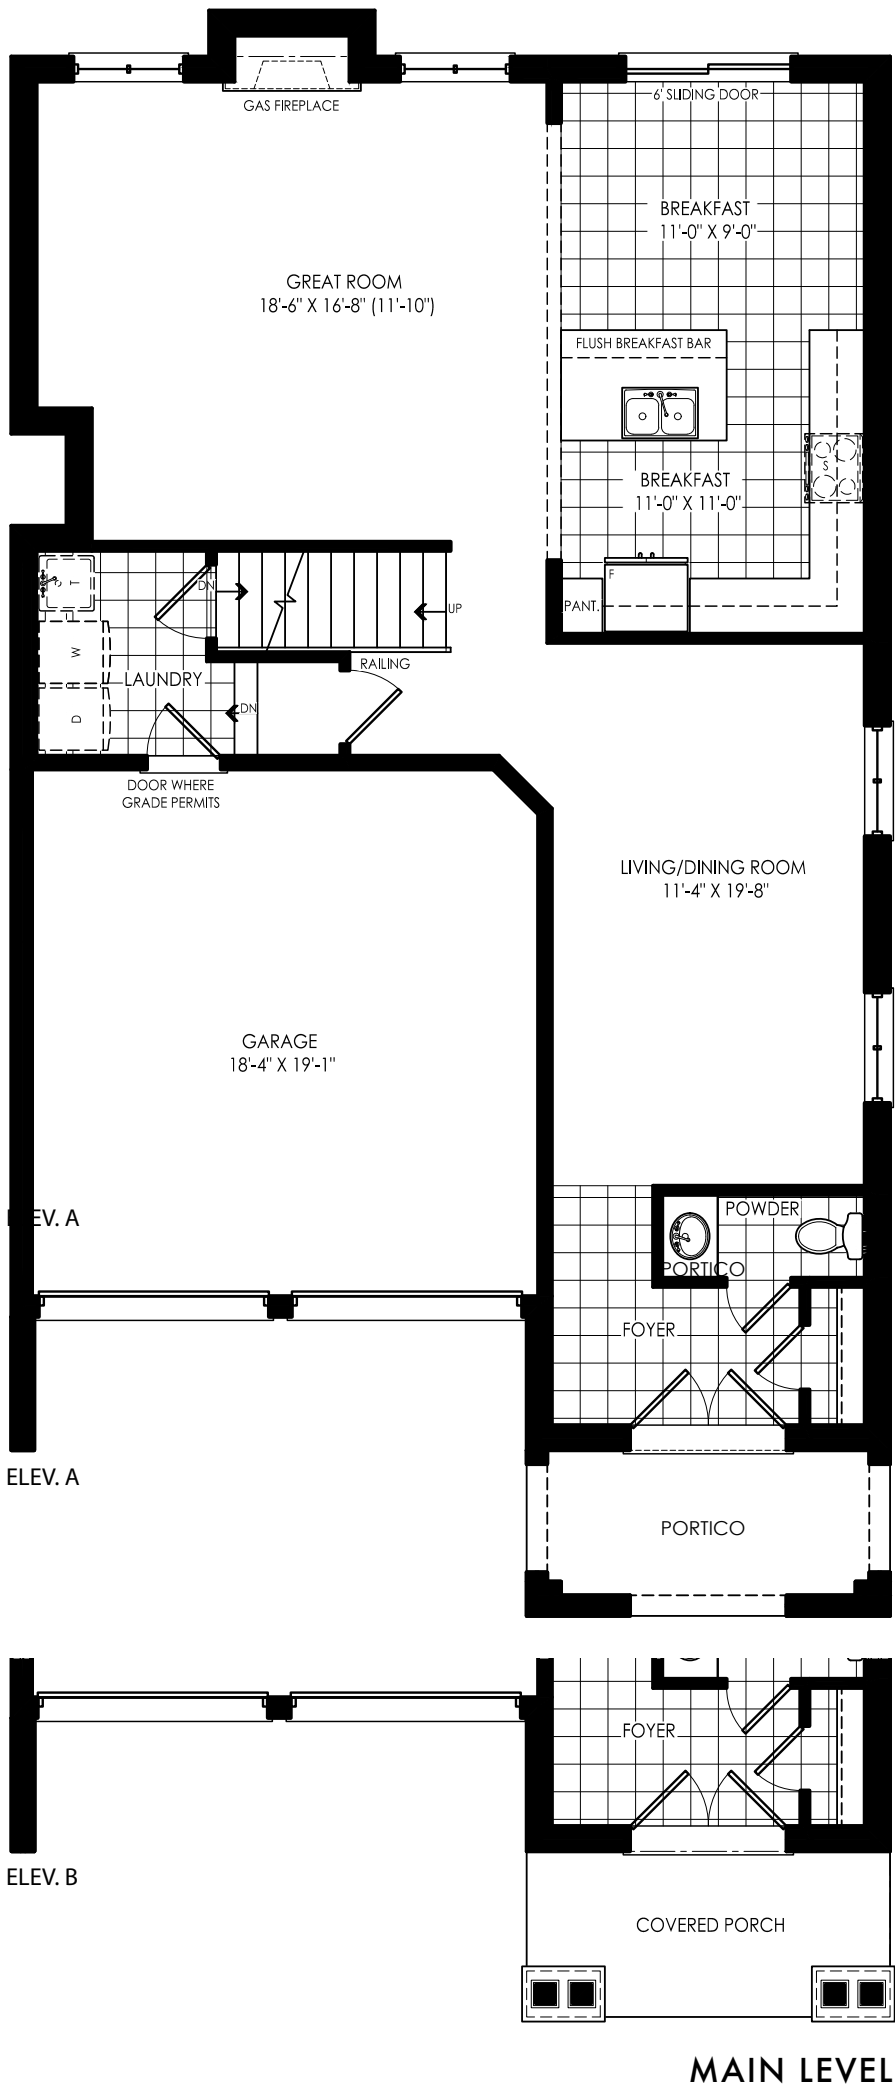 GAS FIREPLACE
6' SLIDING DOOR
BREAKFAST
11'-0" X 9'-0"
GREAT ROOM
18'-6" X 16'-8" (11'-10")
FLUSH BREAKFAST BAR
S
BREAKFAST
11'-0" X 11'-0"
F
PANT.
T
DN
UP
W
RAILING
LAUNDRY
DN
D
DOOR WHERE
GRADE PERMITS
LIVING/DINING ROOM
11'-4" X 19'-8"
GARAGE
18'-4" X 19'-1"
POWDER
EV. A
PORTICO
FOYER
ELEV. A
PORTICO
FOYER
ELEV. B
COVERED PORCH
MAIN LEVEL